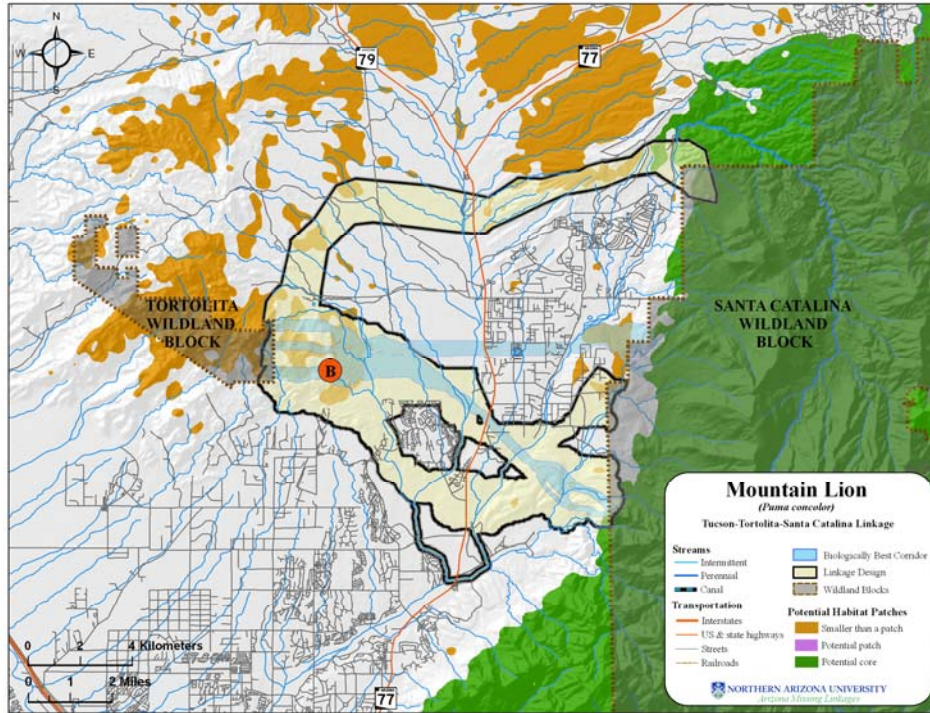 N
W E
S
79
77
TORTOLITA
WILDLAND
BLOCK
SANTA CATALINA
WILDLAND
BLOCK
B
0 2 4 Kilometers
0 1 2 Miles
77
Mountain Lion
(Puma concolor)
Tucson-Tortolita-Santa Catalina Linkage
Streams
Intermittent
Perennial
Canal
Transportation
Interstates
US & state highways
Streets
Railroads
Biologically Best Corridor
Linkage Design
Wildland Blocks
Potential Habitat Patches
Smaller than a patch
Potential patch
Potential core
NORTHERN ARIZONA UNIVERSITY
Arizona Missing Linkages